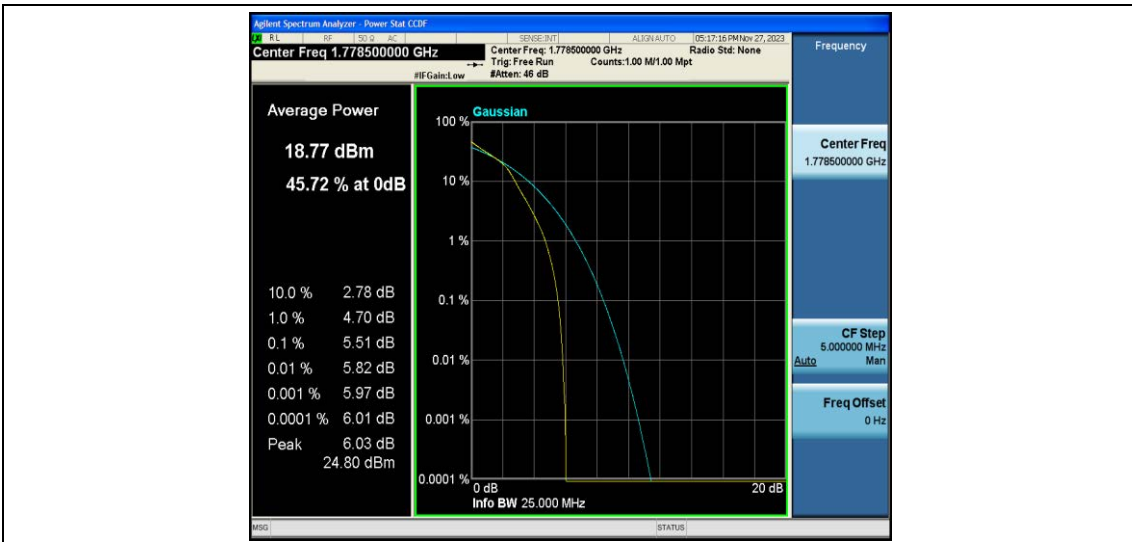 Agilent Spectrum Analyzer - Power Stat CCDF
RL RF 50 Ω AC SENSE:INT ALIGN AUTO 05:17:16 PM Nov 27, 2023
Center Freq 1.778500000 GHz
Center Freq: 1.778500000 GHz Radio Std: None
Trig: Free Run Counts:1.00 M/1.00 Mpt
#IFGain:Low #Atten: 46 dB
Frequency
Average Power
18.77 dBm
45.72 % at 0dB
10.0 % 2.78 dB
1.0 % 4.70 dB
0.1 % 5.51 dB
0.01 % 5.82 dB
0.001 % 5.97 dB
0.0001 % 6.01 dB
Peak 6.03 dB
24.80 dBm
Gaussian
100 %
10 %
1 %
0.1 %
0.01 %
0.001 %
0.0001 %
0 dB 20 dB
Info BW 25.000 MHz
Center Freq
1.778500000 GHz
CF Step
5.000000 MHz
Auto Man
Freq Offset
0 Hz
MSG STATUS